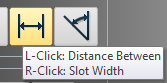 L-Click: Distance Between
R-Click: Slot Width